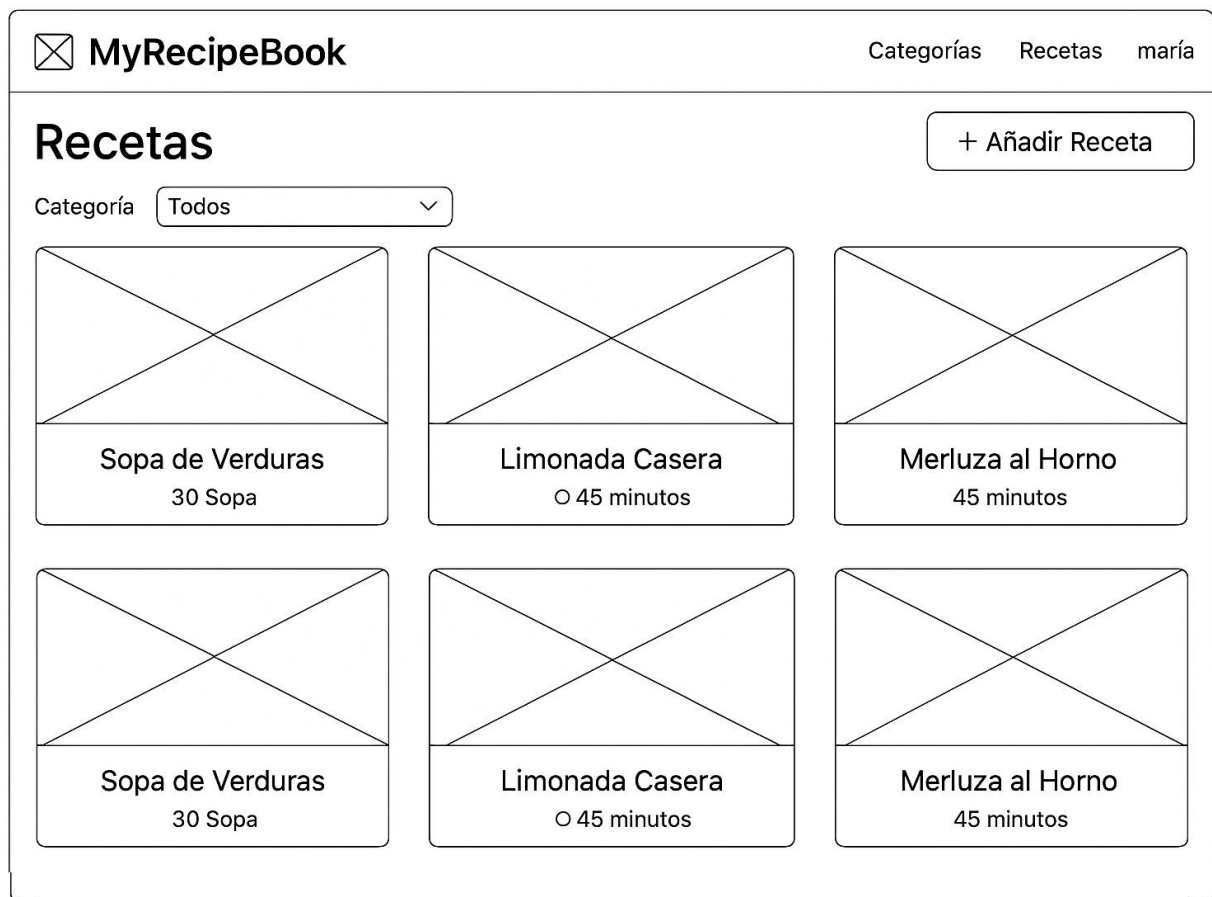 MyRecipeBook
Categorías Recetas maría
Recetas
+ Añadir Receta
Categoría Todos
Sopa de Verduras
30 Sopa
Limonada Casera
45 minutos
Merluza al Horno
45 minutos
Sopa de Verduras
30 Sopa
Limonada Casera
45 minutos
Merluza al Horno
45 minutos